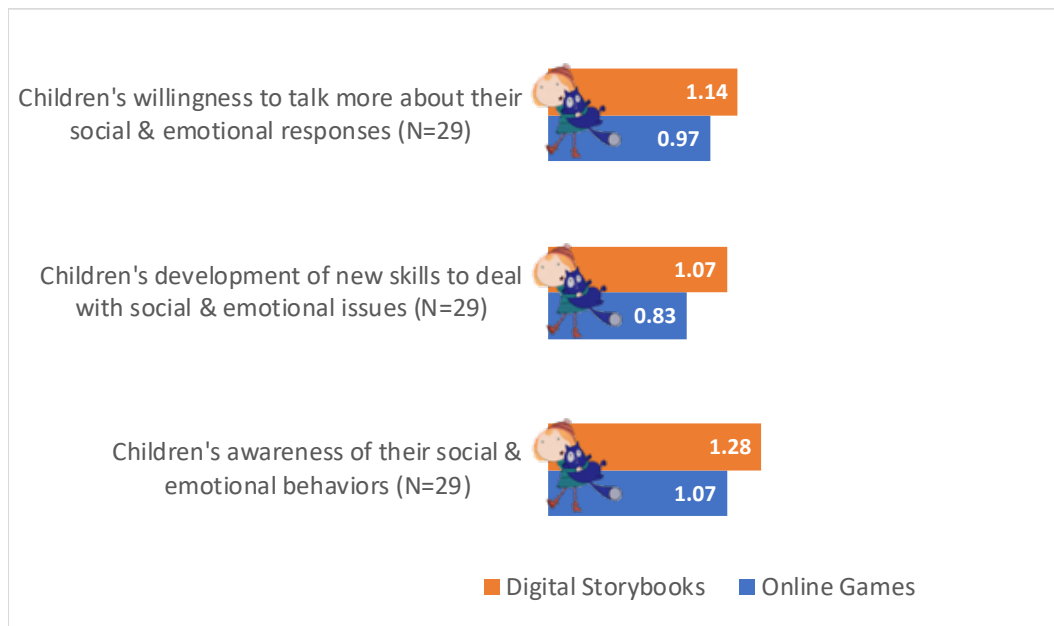 Children's willingness to talk more about their
social & emotional responses (N=29)
1.14
0.97
Children's development of new skills to deal
with social & emotional issues (N=29)
1.07
0.83
Children's awareness of their social &
emotional behaviors (N=29)
1.28
1.07
Digital Storybooks Online Games